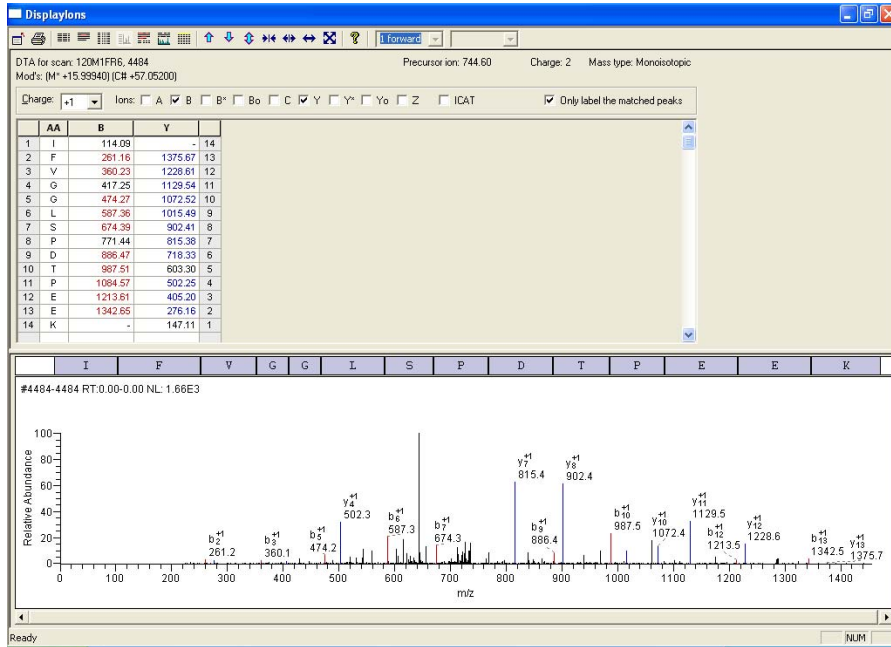 DisplayIons
1 forward
DTA for scan: 120M1FR6, 4484 Precursor ion: 744.60 Charge: 2 Mass type: Monoisotopic
Mod's: (M* +15.99940) (C# +57.05200)
Charge: +1 Ions: A B B* Bo C Y Y* Yo Z ICAT Only label the matched peaks
AA B Y
1 I 114.09 - 14
2 F 261.16 1375.67 13
3 V 360.23 1228.61 12
4 G 417.25 1129.54 11
5 G 474.27 1072.52 10
6 L 587.36 1015.49 9
7 S 674.39 902.41 8
8 P 771.44 815.38 7
9 D 886.47 718.33 6
10 T 987.51 603.30 5
11 P 1084.57 502.25 4
12 E 1213.61 405.20 3
13 E 1342.65 276.16 2
14 K - 147.11 1
I F V G G L S P D T P E E K
#4484-4484 RT:0.00-0.00 NL: 1.66E3
Relative Abundance
100
80
60
40
20
0
b2+1
261.2
b3+1
360.1
b5+1
474.2
y4+1
502.3
b6+1
587.3
b7+1
674.3
y7+1
815.4
b9+1
886.4
y8+1
902.4
b10+1
987.5
y10+1
1072.4
y11+1
1129.5
b12+1
1213.5
y12+1
1228.6
b13+1
1342.5
y13+1
1375.7
0 100 200 300 400 500 600 700 800 900 1000 1100 1200 1300 1400
m/z
Ready NUM